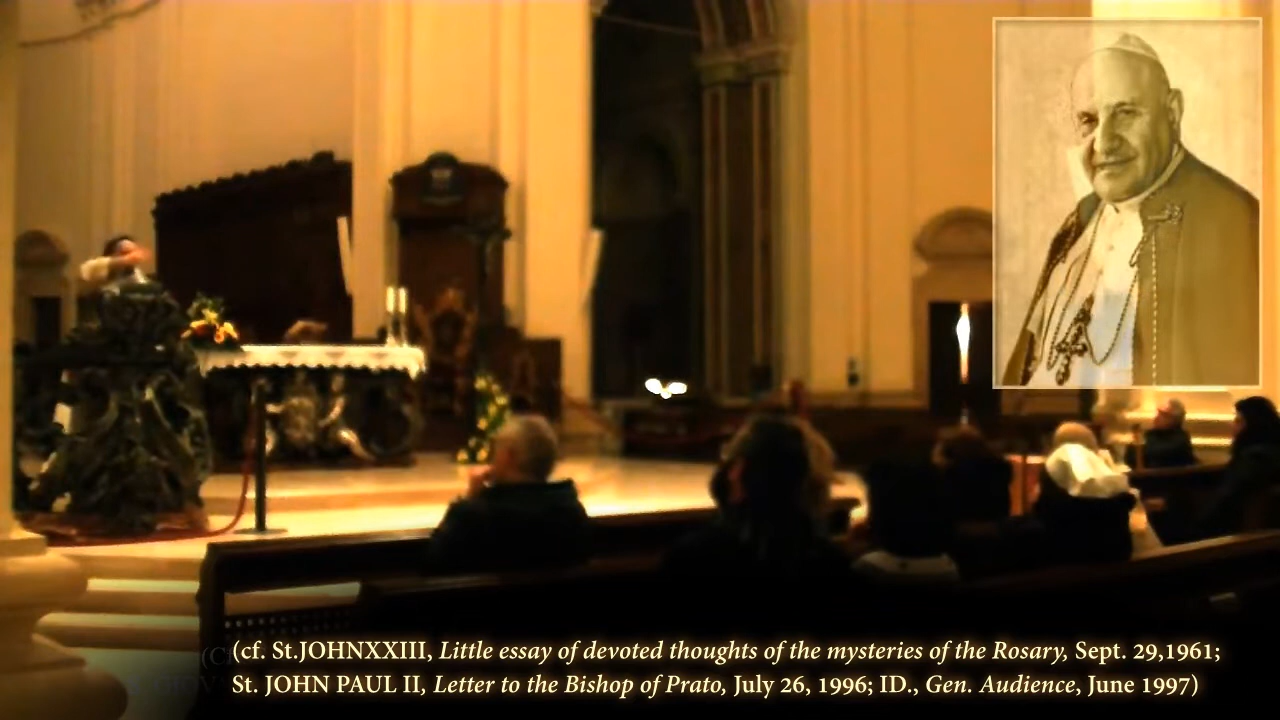 (cf. St.JOHNXXIII, Little essay of devoted thoughts of the mysteries of the Rosary, Sept. 29,1961;
St. JOHN PAUL II, Letter to the Bishop of Prato, July 26, 1996; ID., Gen. Audience, June 1997)